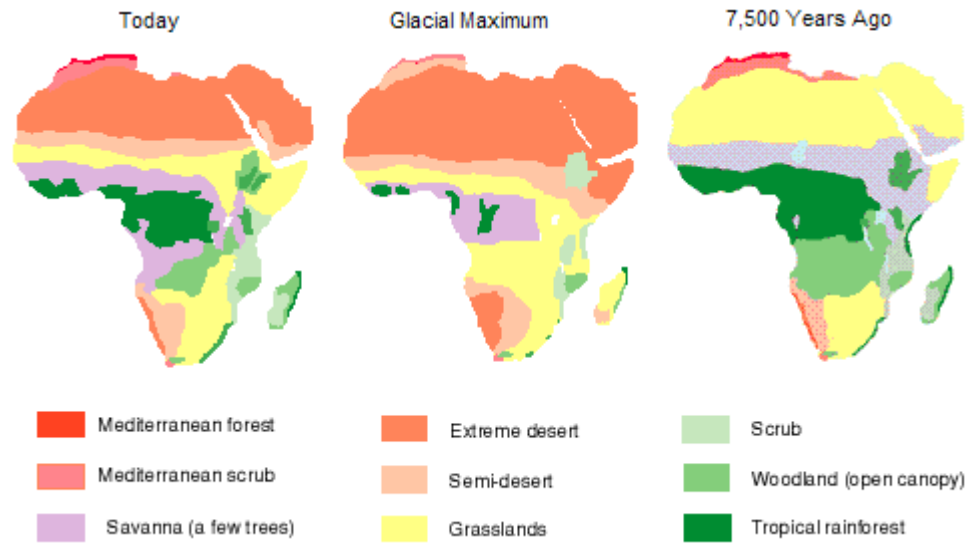 Today
Glacial Maximum
7,500 Years Ago
Mediterranean forest
Extreme desert
Scrub
Mediterranean scrub
Semi-desert
Woodland (open canopy)
Savanna (a few trees)
Grasslands
Tropical rainforest